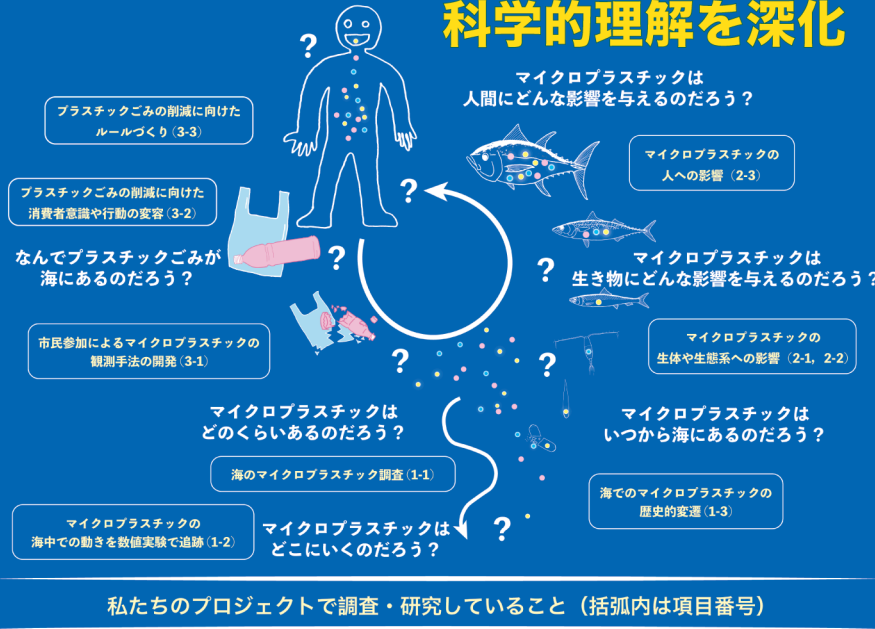 科学的理解を深化
?
マイクロプラスチックは
人間にどんな影響を与えるのだろう？
プラスチックごみの削減に向けた
ルールづくり（3-3）
マイクロプラスチックの
人への影響（2-3）
プラスチックごみの削減に向けた
消費者意識や行動の変容（3-2）
?
なんでプラスチックごみが
海にあるのだろう？
?
?
マイクロプラスチックは
生き物にどんな影響を与えるのだろう？
市民参加によるマイクロプラスチックの
観測手法の開発（3-1）
?
?
マイクロプラスチックの
生体や生態系への影響（2-1，2-2）
マイクロプラスチックは
どのくらいあるのだろう？
マイクロプラスチックは
いつから海にあるのだろう？
海のマイクロプラスチック調査（1-1）
海でのマイクロプラスチックの
歴史的変遷（1-3）
マイクロプラスチックの
海中での動きを数値実験で追跡（1-2）
マイクロプラスチックは
どこにいくのだろう？
?
私たちのプロジェクトで調査・研究していること（括弧内は項目番号）